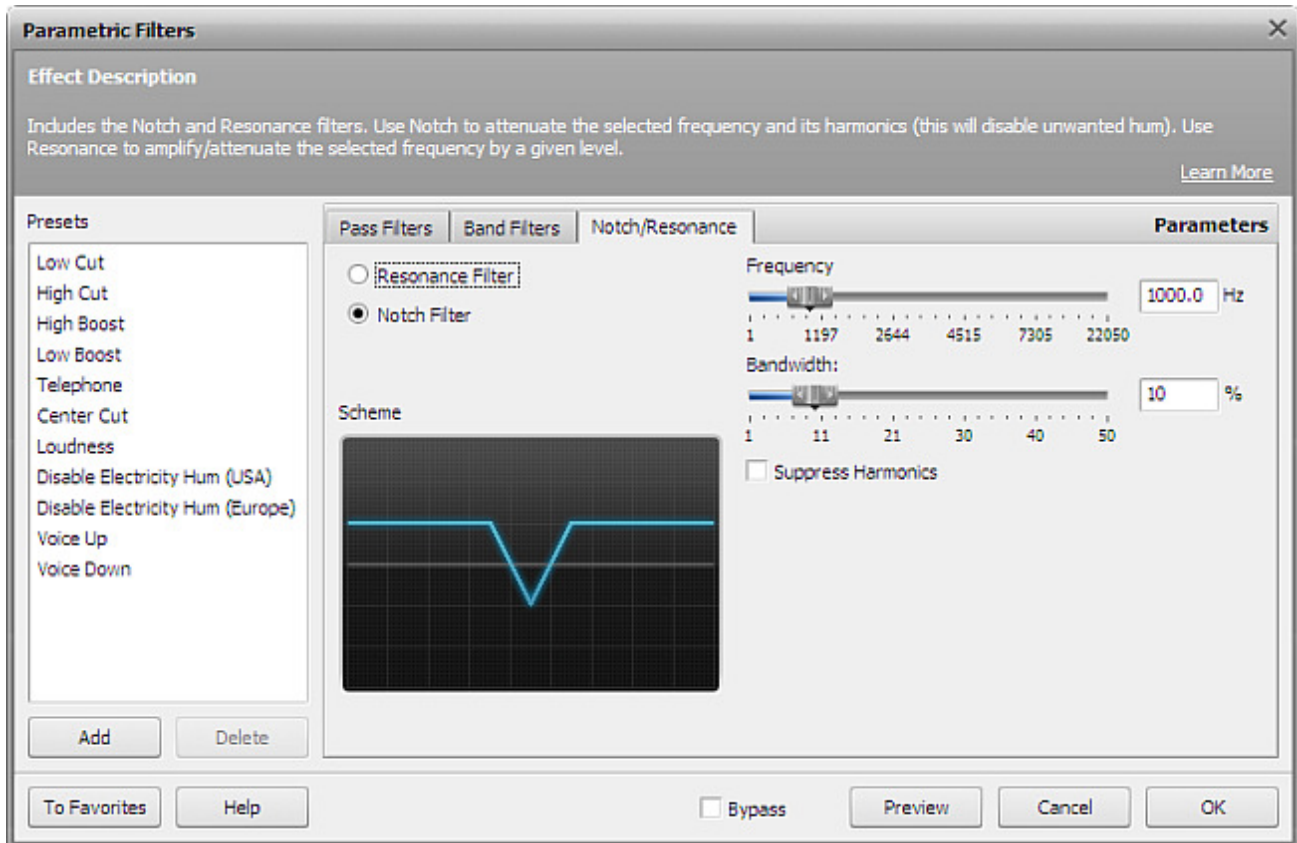 Parametric Filters
Effect Description
Includes the Notch and Resonance filters. Use Notch to attenuate the selected frequency and its harmonics (this will disable unwanted hum). Use
Resonance to amplify/attenuate the selected frequency by a given level.
Learn More
Presets
Low Cut
High Cut
High Boost
Low Boost
Telephone
Center Cut
Loudness
Disable Electricity Hum (USA)
Disable Electricity Hum (Europe)
Voice Up
Voice Down
Add Delete
Pass Filters Band Filters Notch/Resonance Parameters
Resonance Filter
Notch Filter
Scheme
Frequency
1000.0 Hz
1 1197 2644 4515 7305 22050
Bandwidth:
10 %
1 11 21 30 40 50
Suppress Harmonics
To Favorites Help Bypass Preview Cancel OK